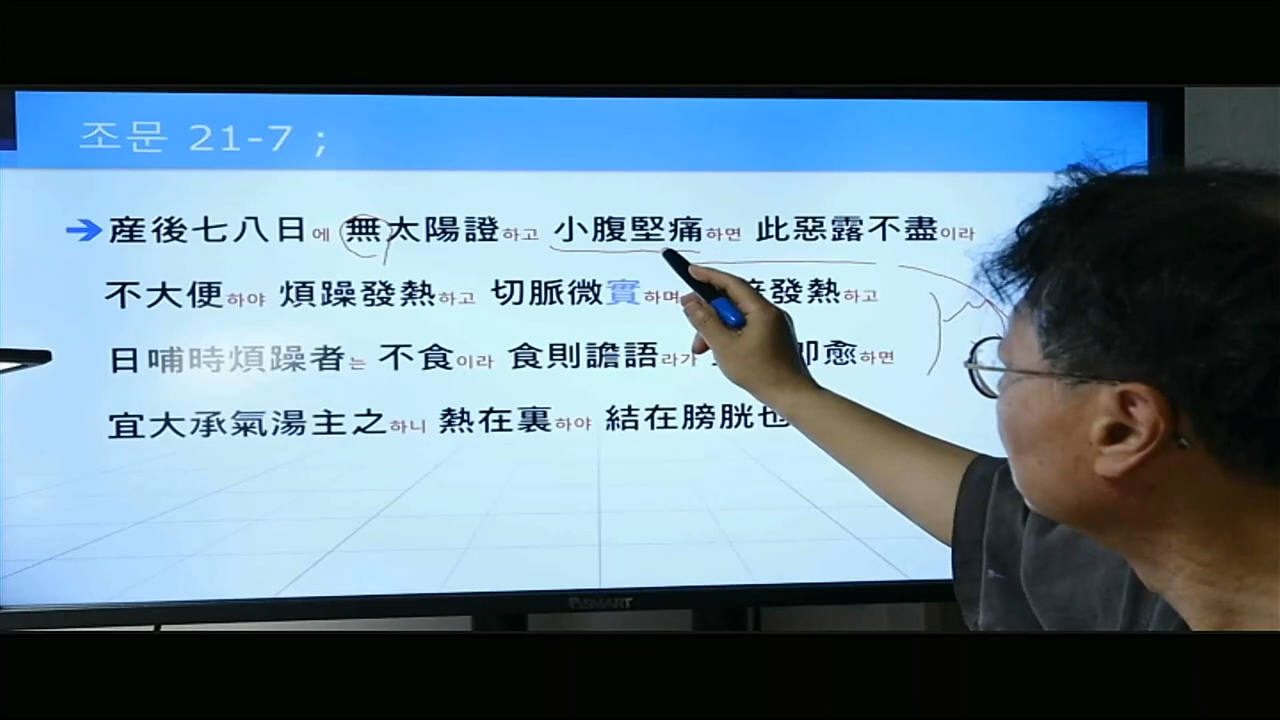 조문 21-7 ;
➔産後七八日에 無太陽證하고 小腹堅痛하면 此惡露不盡이라
不大便하야 煩躁發熱하고 切脈微實하며 發熱하고
日哺時煩躁者는 不食이라 食則譫語라가 即愈하면
宜大承氣湯主之하니 熱在裏하야 結在膀胱也
SMART